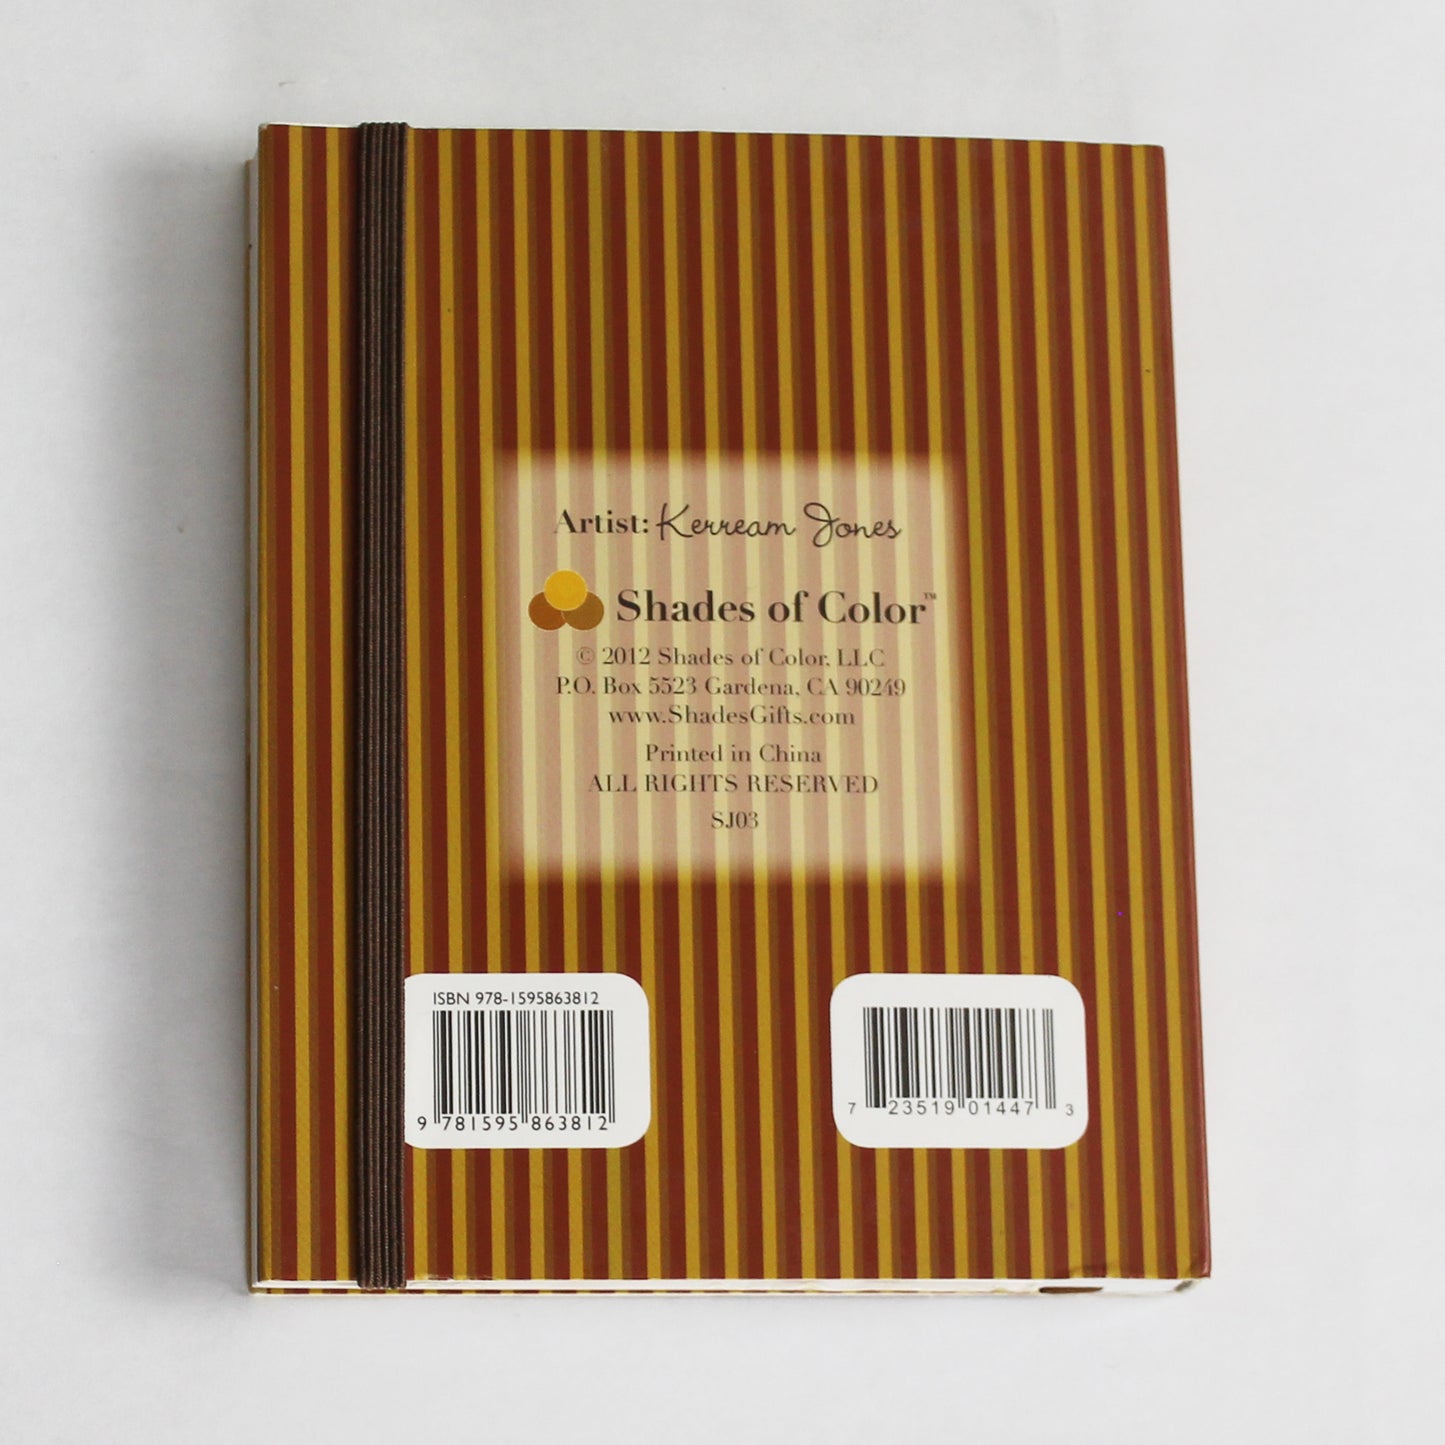 Artist: Kerream Jones
Shades of Color™
© 2012 Shades of Color, LLC
P.O. Box 5523 Gardena, CA 90249
www.ShadesGifts.com
Printed in China
ALL RIGHTS RESERVED
SJ03
ISBN 978-1595863812
9 781595 863812
7 23519 01447 3